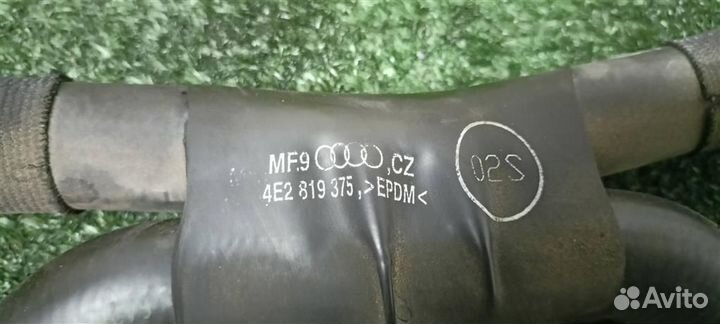 MF.9 ,CZ
4E2 819 375,>EPDM<
02S
Avito